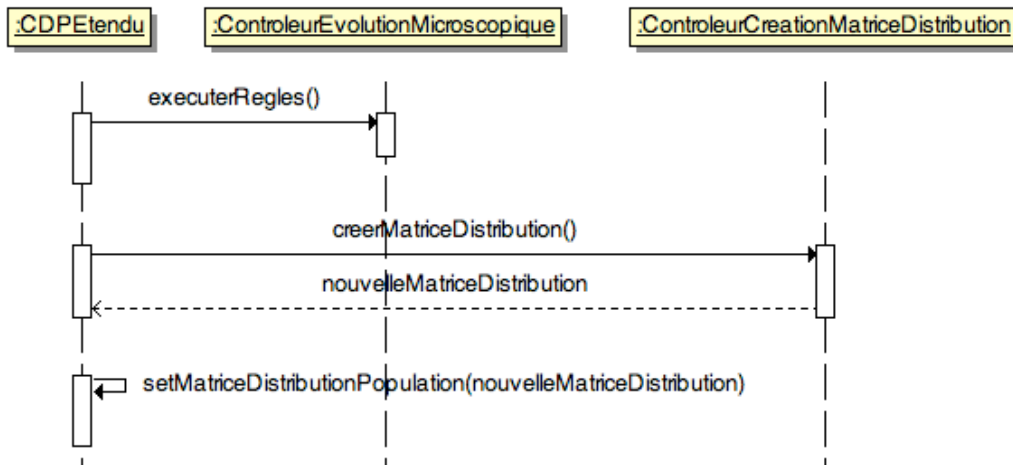 :CDPEtendu
:ControleurEvolutionMicroscopique
:ControleurCreationMatriceDistribution
executerRegles()
creerMatriceDistribution()
nouvelleMatriceDistribution
setMatriceDistributionPopulation(nouvelleMatriceDistribution)